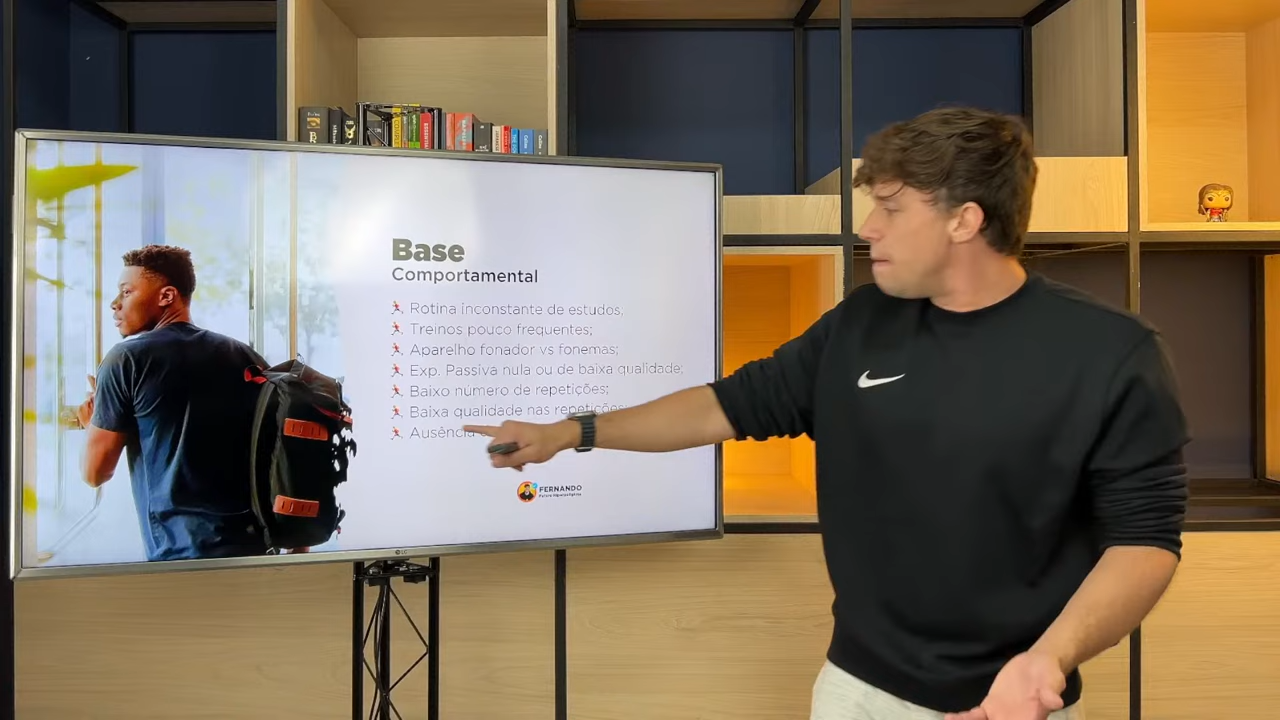 Base
Comportamental
Rotina inconstante de estudos;
Treinos pouco frequentes;
Aparelho fonador vs fonemas;
Exp. Passiva nula ou de baixa qualidade;
Baixo número de repetições;
Baixa qualidade nas repetições;
Ausência
FERNANDO
LG